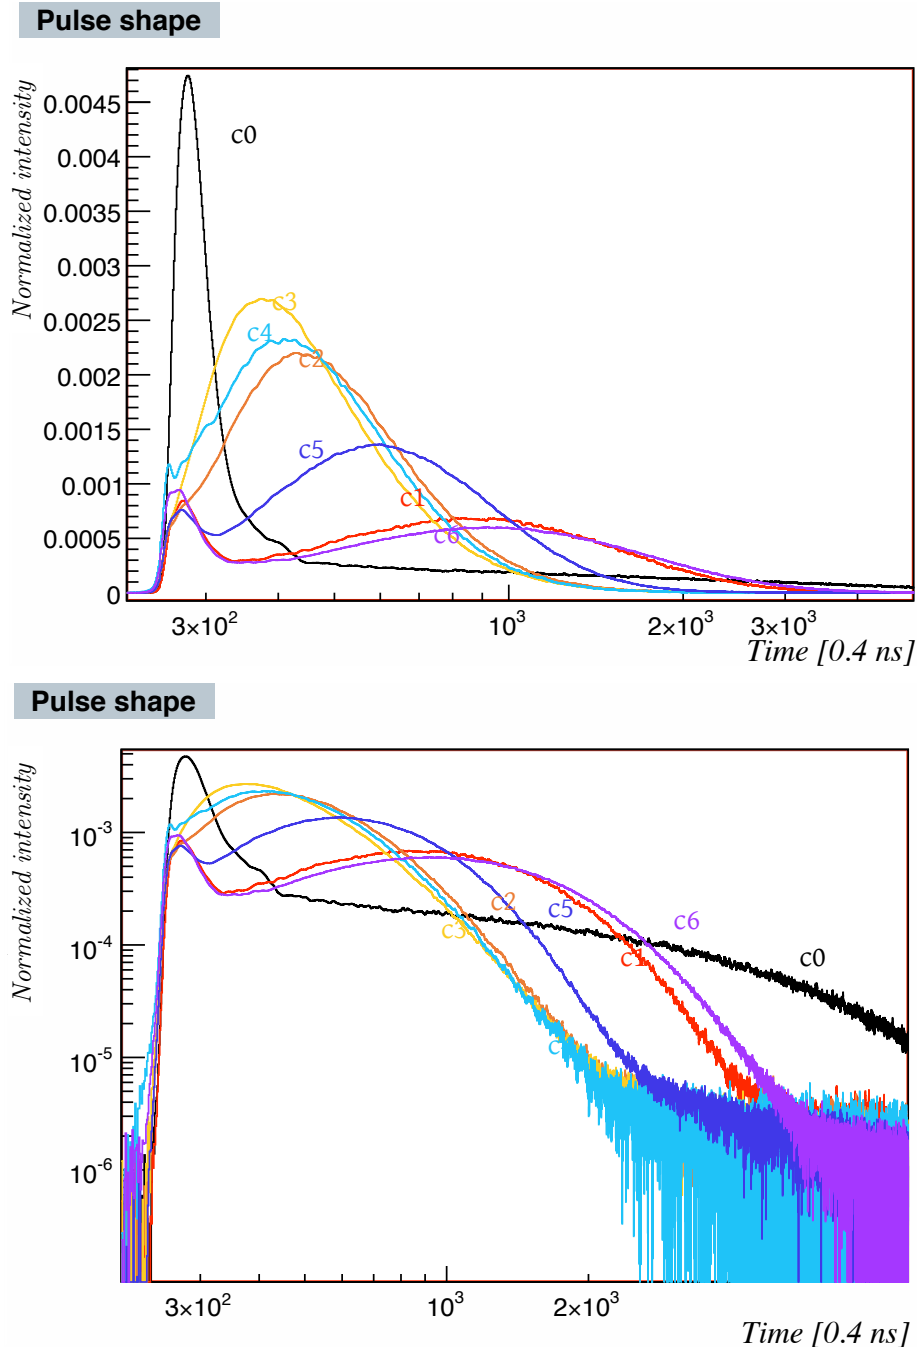 Pulse shape
Normalized intensity
0.0045
0.004
0.0035
0.003
0.0025
0.002
0.0015
0.001
0.0005
0
c0
c3
c4
c2
c5
c1
c6
3×10²
10³
2×10³
3×10³
Time [0.4 ns]
Pulse shape
Normalized intensity
10⁻³
10⁻⁴
10⁻⁵
10⁻⁶
c2
c5
c6
c3
c1
c0
3×10²
10³
2×10³
Time [0.4 ns]